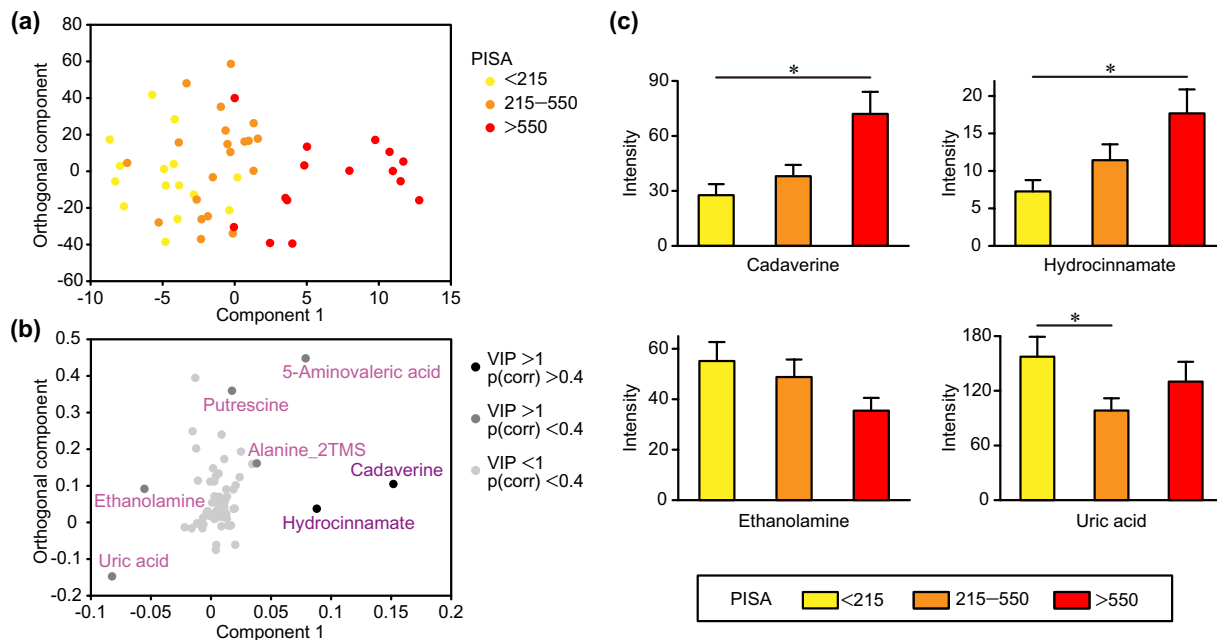 (a)
80
60
40
20
0
-20
-40
-60
Orthogonal component
-10
-5
0
5
10
15
Component 1
PISA
<215
215–550
>550
(b)
0.5
0.4
0.3
0.2
0.1
0
-0.1
-0.2
Orthogonal component
-0.1
-0.05
0
0.05
0.1
0.15
0.2
Component 1
5-Aminovaleric acid
Putrescine
Alanine_2TMS
Cadaverine
Ethanolamine
Hydrocinnamate
Uric acid
VIP >1
p(corr) >0.4
VIP >1
p(corr) <0.4
VIP <1
p(corr) <0.4
(c)
90
60
30
0
Intensity
*
Cadaverine
20
15
10
5
0
Intensity
*
Hydrocinnamate
60
40
20
0
Intensity
Ethanolamine
180
120
60
0
Intensity
*
Uric acid
PISA
<215
215–550
>550